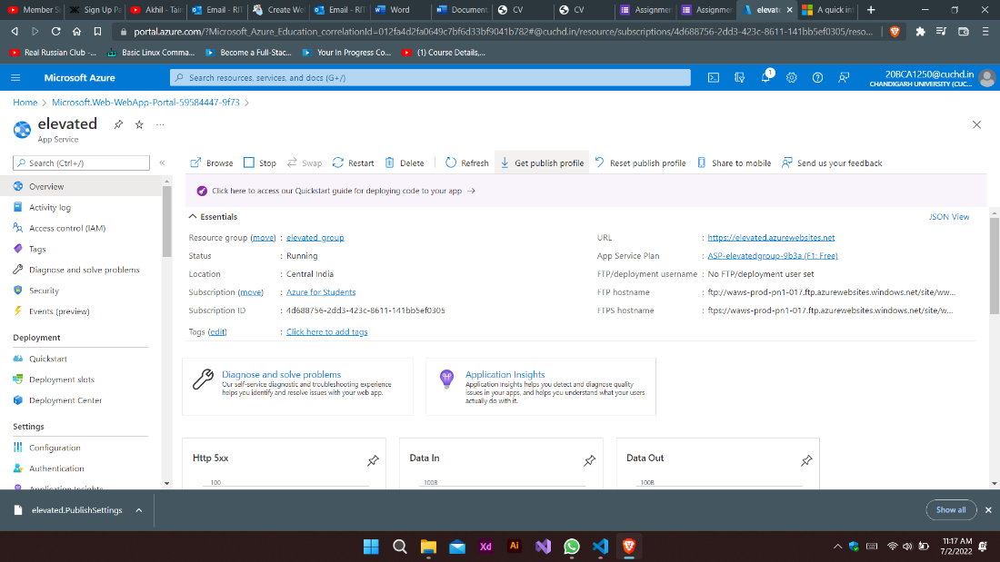 Member S
Sign Up Pa
Akhil - Tain
Email - RIT
Create Wel
Email - RIT
Word
Document
CV
CV
Assignmen
Assignmen
elevate
A quick int
portal.azure.com/?Microsoft_Azure_Education_correlationId=012fa4d2fa0649c7bf6d33bf9041b782#@cuchd.in/resource/subscriptions/4d688756-2dd3-423c-8611-141bb5ef0305/reso...
Real Russian Club -...
Basic Linux Comma...
Become a Full-Stac...
Your In Progress Co...
(1) Course Details,...
Microsoft Azure
Search resources, services, and docs (G+/)
1
20BCA1250@cuchd.in
CHANDIGARH UNIVERSITY (CUC...
Home > Microsoft.Web-WebApp-Portal-59584447-9f73 >
elevated
...
App Service
Search (Ctrl+/)
«
Browse
Stop
Swap
Restart
Delete
Refresh
Get publish profile
Reset publish profile
Share to mobile
Send us your feedback
Overview
Activity log
Access control (IAM)
Tags
Diagnose and solve problems
Security
Events (preview)
Deployment
Quickstart
Deployment slots
Deployment Center
Settings
Configuration
Authentication
Application Insights
Click here to access our Quickstart guide for deploying code to your app →
Essentials
JSON View
Resource group (move) : elevated_group
Status : Running
Location : Central India
Subscription (move) : Azure for Students
Subscription ID : 4d688756-2dd3-423c-8611-141bb5ef0305
Tags (edit) : Click here to add tags
URL : https://elevated.azurewebsites.net
App Service Plan : ASP-elevatedgroup-9b3a (F1: Free)
FTP/deployment username : No FTP/deployment user set
FTP hostname : ftp://waws-prod-pn1-017.ftp.azurewebsites.windows.net/site/ww...
FTPS hostname : ftps://waws-prod-pn1-017.ftp.azurewebsites.windows.net/site/w...
Diagnose and solve problems
Our self-service diagnostic and troubleshooting experience
helps you identify and resolve issues with your web app.
Application Insights
Application Insights helps you detect and diagnose quality
issues in your apps, and helps you understand what your users
actually do with it.
Http 5xx
100
Data In
100B
Data Out
100B
elevated.PublishSettings
Show all
Xd
Ai
11:17 AM
7/2/2022